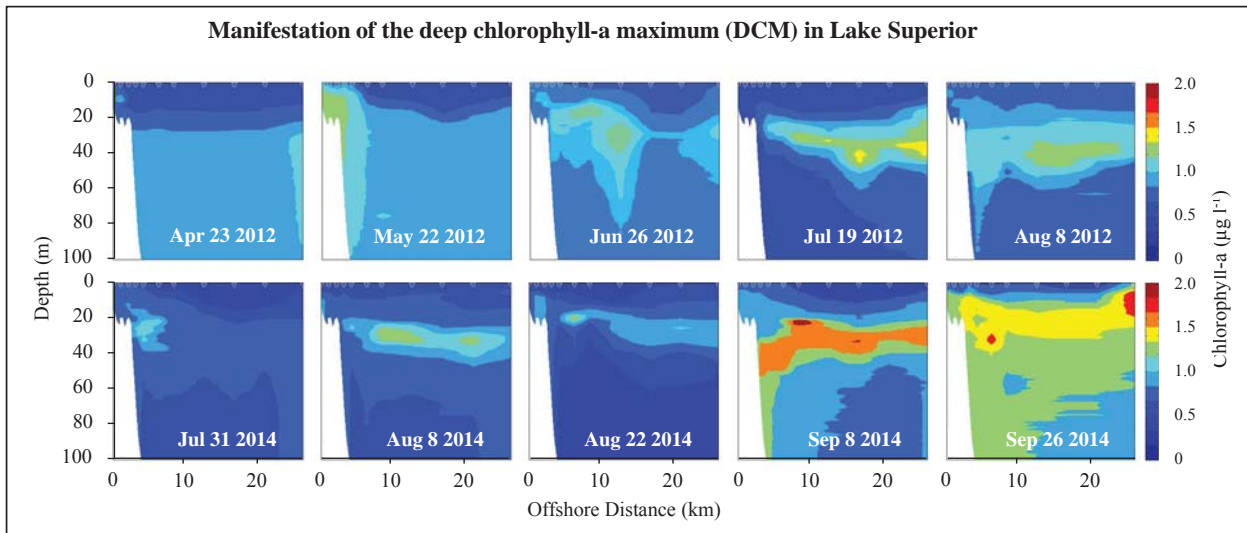 Manifestation of the deep chlorophyll-a maximum (DCM) in Lake Superior
0
20
40
60
80
100
Apr 23 2012
May 22 2012
Jun 26 2012
Jul 19 2012
Aug 8 2012
2.0
1.5
1.0
0.5
0
Depth (m)
Chlorophyll-a (µg l⁻¹)
0
20
40
60
80
100
Jul 31 2014
Aug 8 2014
Aug 22 2014
Sep 8 2014
Sep 26 2014
2.0
1.5
1.0
0.5
0
0 10 20 0 10 20 0 10 20 0 10 20 0 10 20
Offshore Distance (km)